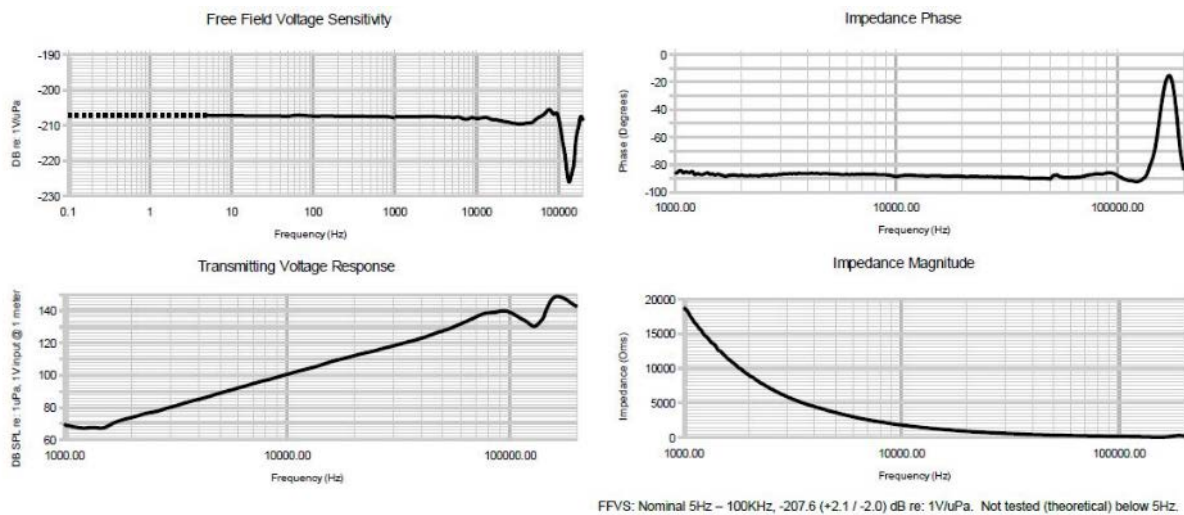 Free Field Voltage Sensitivity
-190
-200
-210
-220
-230
DB re: 1V/uPa
0.1 1 10 100 1000 10000 100000
Frequency (Hz)
Impedance Phase
0
-20
-40
-60
-80
-100
Phase (Degrees)
1000.00 10000.00 100000.00
Frequency (Hz)
Transmitting Voltage Response
140
120
100
80
60
DB SPL re: 1uPa, 1V input @ 1 meter
1000.00 10000.00 100000.00
Frequency (Hz)
Impedance Magnitude
20000
15000
10000
5000
0
Impedance (Oms)
1000.00 10000.00 100000.00
Frequency (Hz)
FFVS: Nominal 5Hz – 100KHz, -207.6 (+2.1 / -2.0) dB re: 1V/uPa. Not tested (theoretical) below 5Hz.